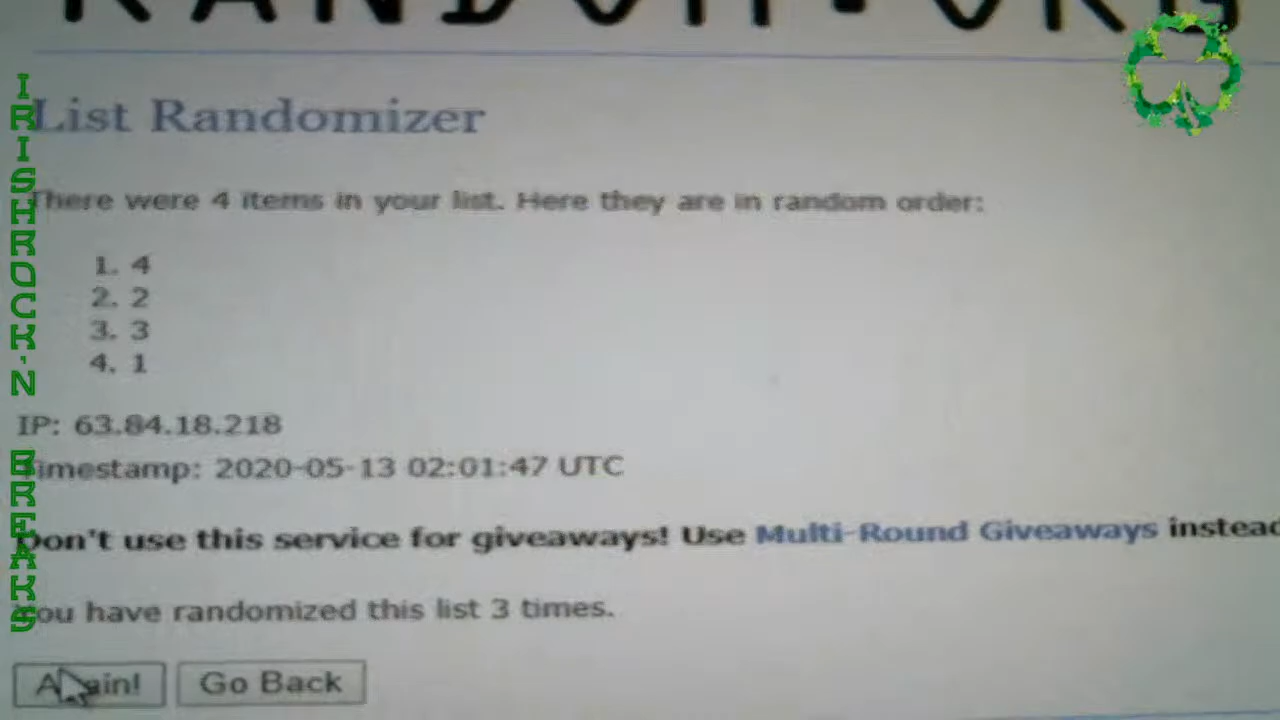 RANDOM.ORG
List Randomizer
There were 4 items in your list. Here they are in random order:
1. 4
2. 2
3. 3
4. 1
IP: 63.84.18.218
Timestamp: 2020-05-13 02:01:47 UTC
Don't use this service for giveaways! Use Multi-Round Giveaways instead
You have randomized this list 3 times.
Again! Go Back
IRISHROCK'N BREAKS